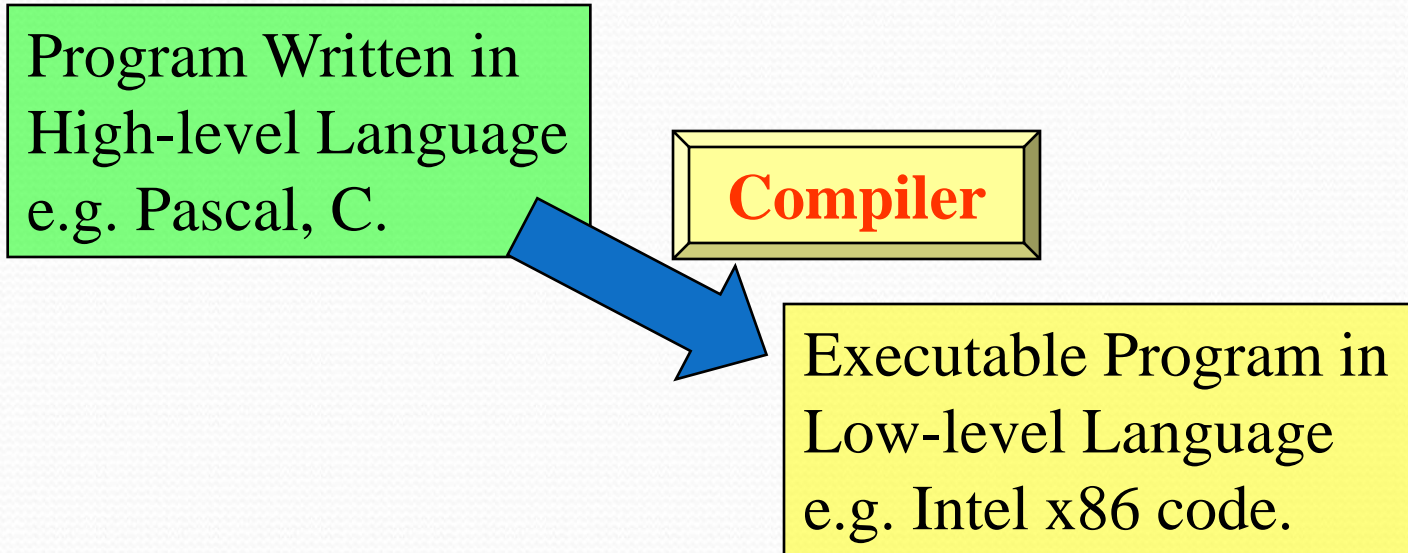 Program Written in
High-level Language
e.g. Pascal, C.
Compiler
Executable Program in
Low-level Language
e.g. Intel x86 code.